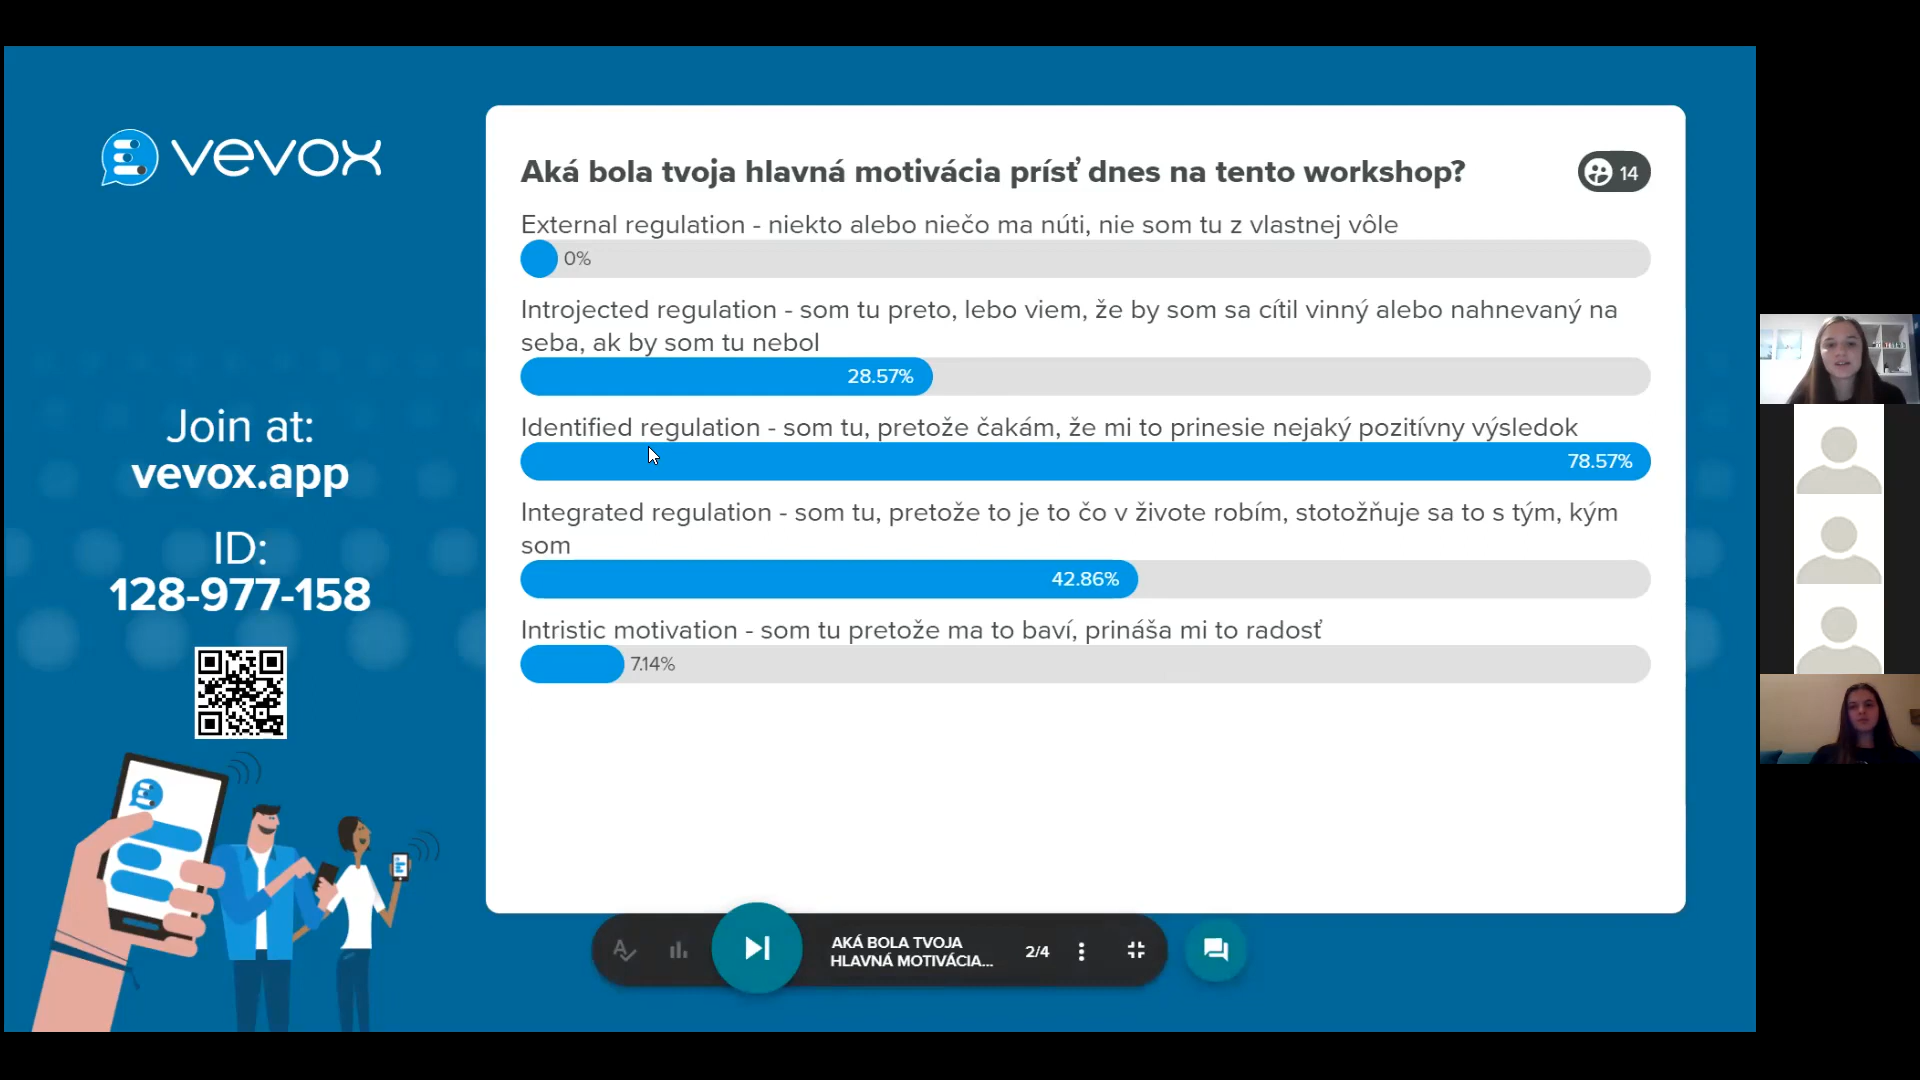 vevox
Join at:
vevox.app
ID:
128-977-158
Aká bola tvoja hlavná motivácia prísť dnes na tento workshop?
14
External regulation - niekto alebo niečo ma núti, nie som tu z vlastnej vôle
0%
Introjected regulation - som tu preto, lebo viem, že by som sa cítil vinný alebo nahnevaný na
seba, ak by som tu nebol
28.57%
Identified regulation - som tu, pretože čakám, že mi to prinesie nejaký pozitívny výsledok
78.57%
Integrated regulation - som tu, pretože to je to čo v živote robím, stotožňuje sa to s tým, kým
som
42.86%
Intristic motivation - som tu pretože ma to baví, prináša mi to radosť
7.14%
AKÁ BOLA TVOJA
HLAVNÁ MOTIVÁCIA...
2/4